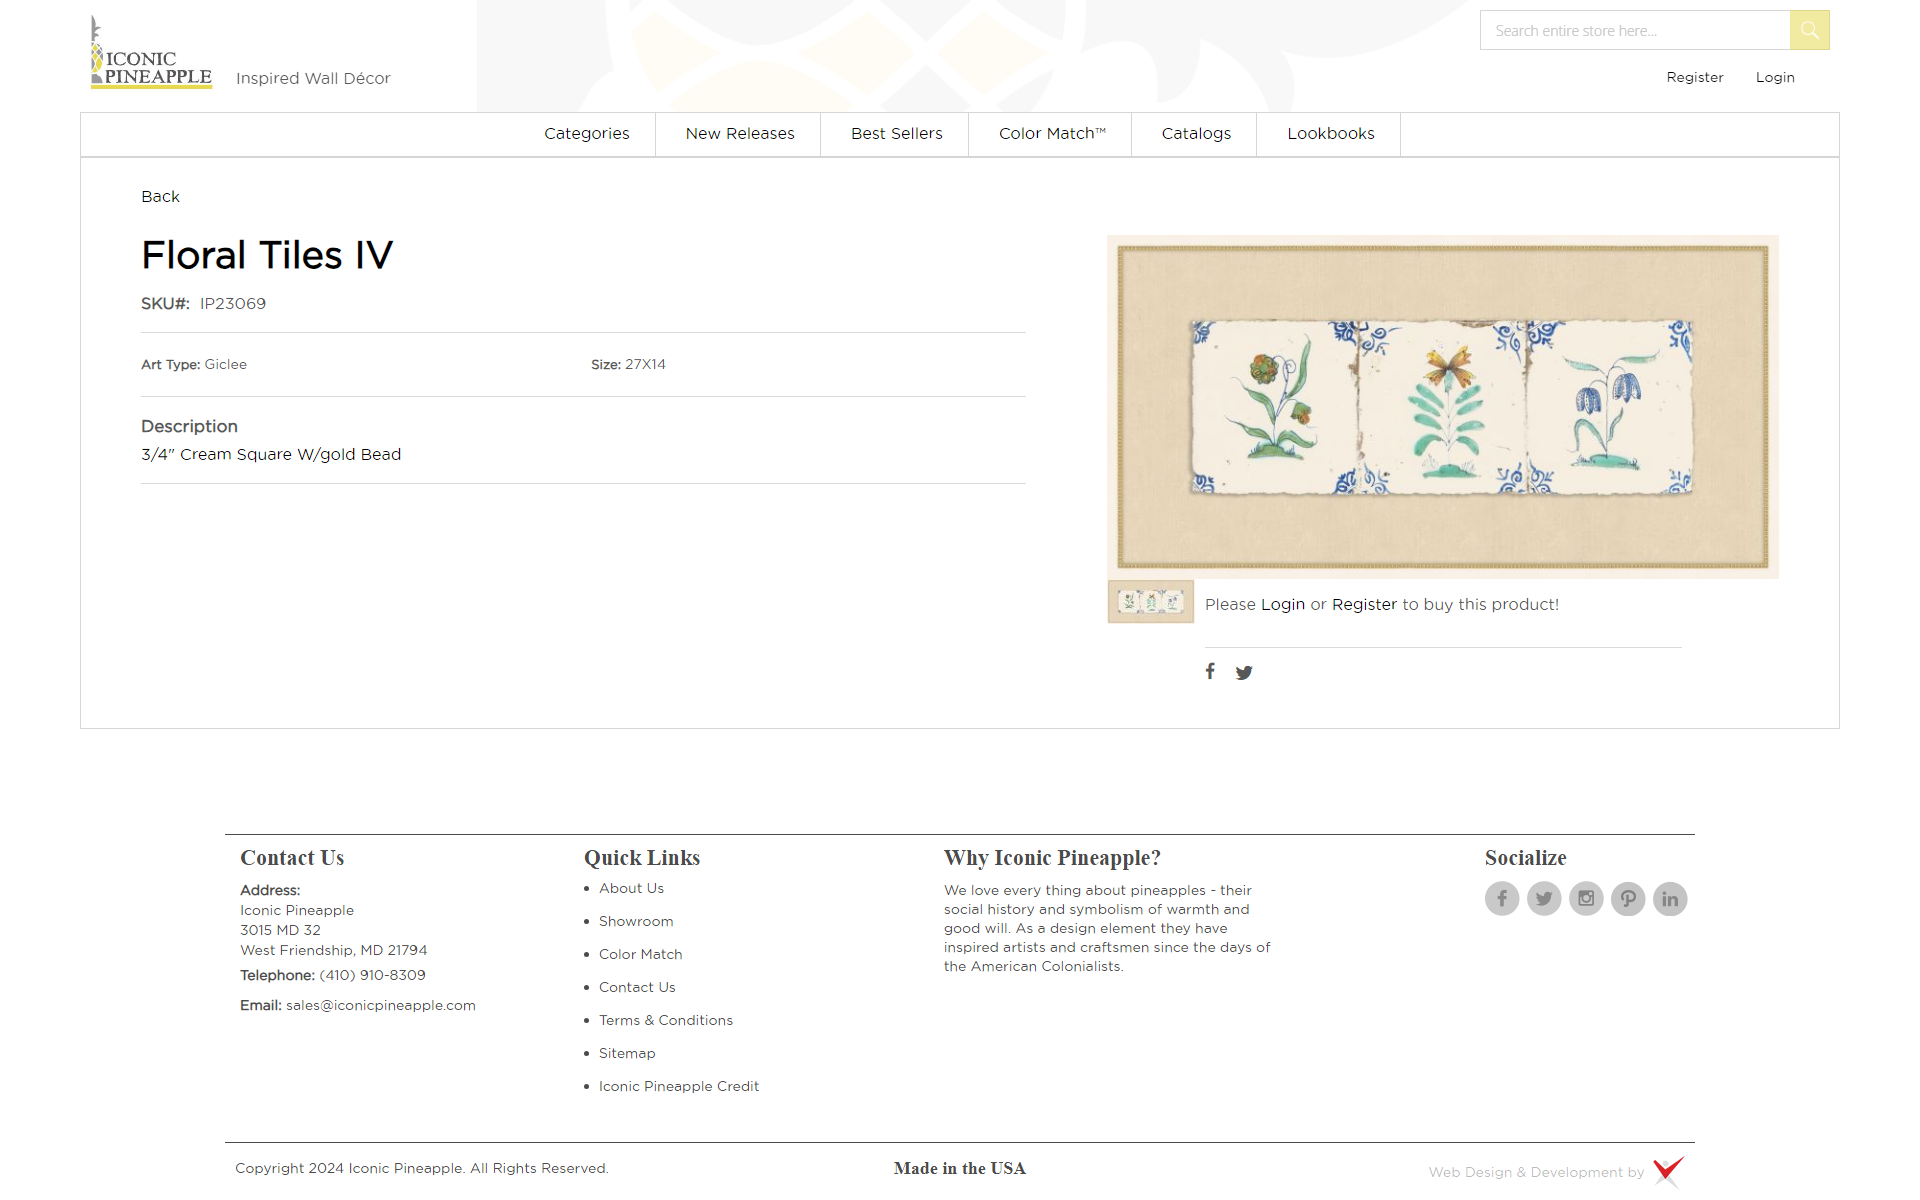 ICONIC
PINEAPPLE
Inspired Wall Décor
Search entire store here...
Register
Login
Categories
New Releases
Best Sellers
Color Match™
Catalogs
Lookbooks
Back
Floral Tiles IV
SKU#: IP23069
Art Type: Giclee
Size: 27X14
Description
3/4" Cream Square W/gold Bead
Please Login or Register to buy this product!
Contact Us
Address:
Iconic Pineapple
3015 MD 32
West Friendship, MD 21794
Telephone: (410) 910-8309
Email: sales@iconicpineapple.com
Quick Links
About Us
Showroom
Color Match
Contact Us
Terms & Conditions
Sitemap
Iconic Pineapple Credit
Why Iconic Pineapple?
We love every thing about pineapples - their
social history and symbolism of warmth and
good will. As a design element they have
inspired artists and craftsmen since the days of
the American Colonialists.
Socialize
Copyright 2024 Iconic Pineapple. All Rights Reserved.
Made in the USA
Web Design & Development by